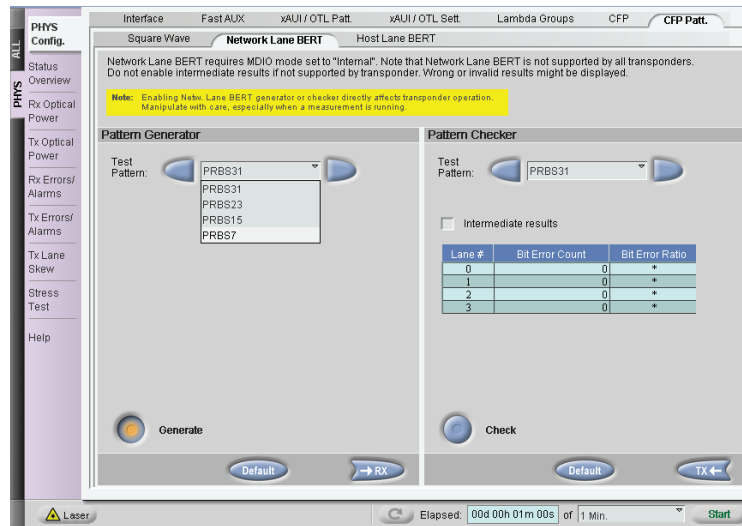 ALL
PHYS
PHYS
Config.
Status
Overview
Rx Optical
Power
Tx Optical
Power
Rx Errors/
Alarms
Tx Errors/
Alarms
Tx Lane
Skew
Stress
Test
Help
Interface Fast AUX xAUI / OTL Patt. xAUI / OTL Sett. Lambda Groups CFP CFP Patt.
Square Wave Network Lane BERT Host Lane BERT
Network Lane BERT requires MDIO mode set to "Internal". Note that Network Lane BERT is not supported by all transponders.
Do not enable intermediate results if not supported by transponder. Wrong or invalid results might be displayed.
Note: Enabling Netw. Lane BERT generator or checker directly affects transponder operation.
Manipulate with care, especially when a measurement is running.
Pattern Generator
Test
Pattern:
PRBS31
PRBS31
PRBS23
PRBS15
PRBS7
Generate
Default → RX
Pattern Checker
Test
Pattern:
PRBS31
Intermediate results
Lane # Bit Error Count Bit Error Ratio
0 0 *
1 0 *
2 0 *
3 0 *
Check
Default TX ←
Laser Elapsed: 00d 00h 01m 00s of 1 Min. Start